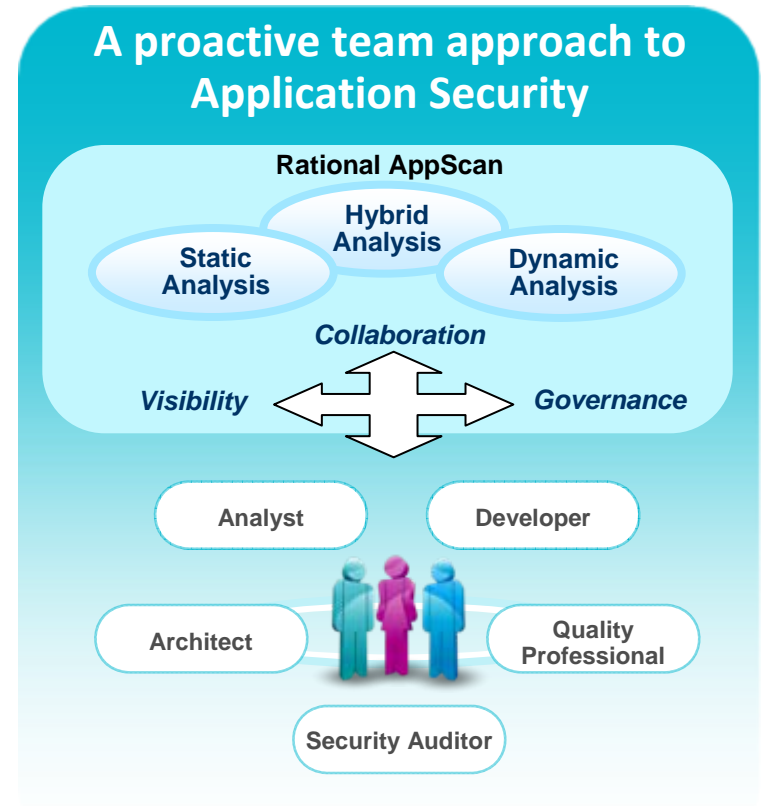 A proactive team approach to
Application Security
Rational AppScan
Hybrid
Analysis
Static
Analysis
Dynamic
Analysis
Collaboration
Visibility
Governance
Analyst
Developer
Architect
Quality
Professional
Security Auditor